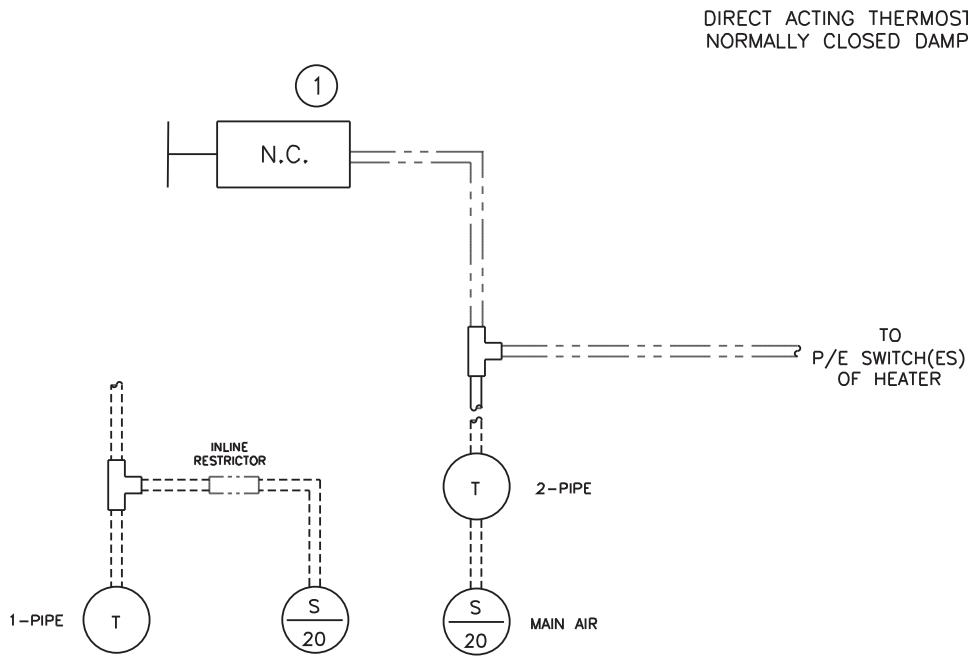 DIRECT ACTING THERMOST
NORMALLY CLOSED DAMP
1
N.C.
TO
P/E SWITCH(ES)
OF HEATER
INLINE
RESTRICTOR
T
2-PIPE
1-PIPE
T
S
20
S
20
MAIN AIR